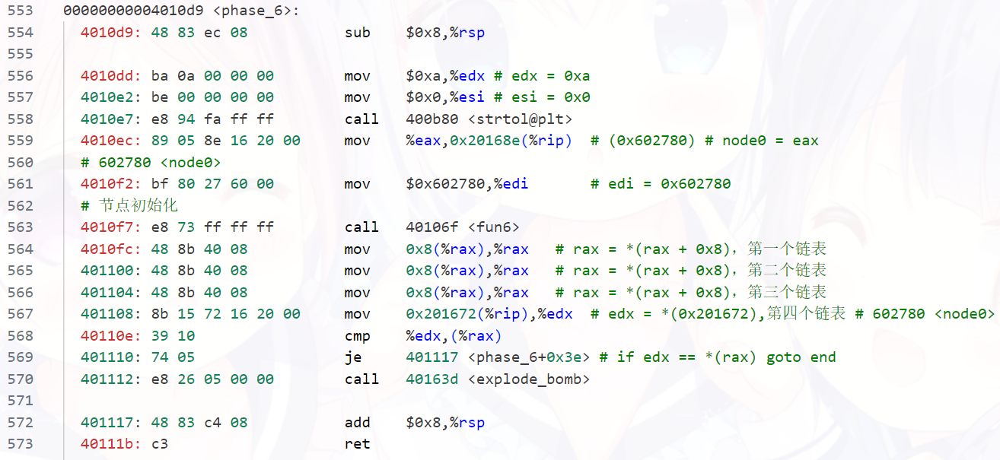 553 00000000004010d9 <phase_6>:
554 4010d9: 48 83 ec 08 sub $0x8,%rsp
555
556 4010dd: ba 0a 00 00 00 mov $0xa,%edx # edx = 0xa
557 4010e2: be 00 00 00 00 mov $0x0,%esi # esi = 0x0
558 4010e7: e8 94 fa ff ff call 400b80 <strtol@plt>
559 4010ec: 89 05 8e 16 20 00 mov %eax,0x20168e(%rip) # (0x602780) # node0 = eax
560 # 602780 <node0>
561 4010f2: bf 80 27 60 00 mov $0x602780,%edi # edi = 0x602780
562 # 节点初始化
563 4010f7: e8 73 ff ff ff call 40106f <fun6>
564 4010fc: 48 8b 40 08 mov 0x8(%rax),%rax # rax = *(rax + 0x8), 第一个链表
565 401100: 48 8b 40 08 mov 0x8(%rax),%rax # rax = *(rax + 0x8), 第二个链表
566 401104: 48 8b 40 08 mov 0x8(%rax),%rax # rax = *(rax + 0x8), 第三个链表
567 401108: 8b 15 72 16 20 00 mov 0x201672(%rip),%edx # edx = *(0x201672),第四个链表 # 602780 <node0>
568 40110e: 39 10 cmp %edx,(%rax)
569 401110: 74 05 je 401117 <phase_6+0x3e> # if edx == *(rax) goto end
570 401112: e8 26 05 00 00 call 40163d <explode_bomb>
571
572 401117: 48 83 c4 08 add $0x8,%rsp
573 40111b: c3 ret